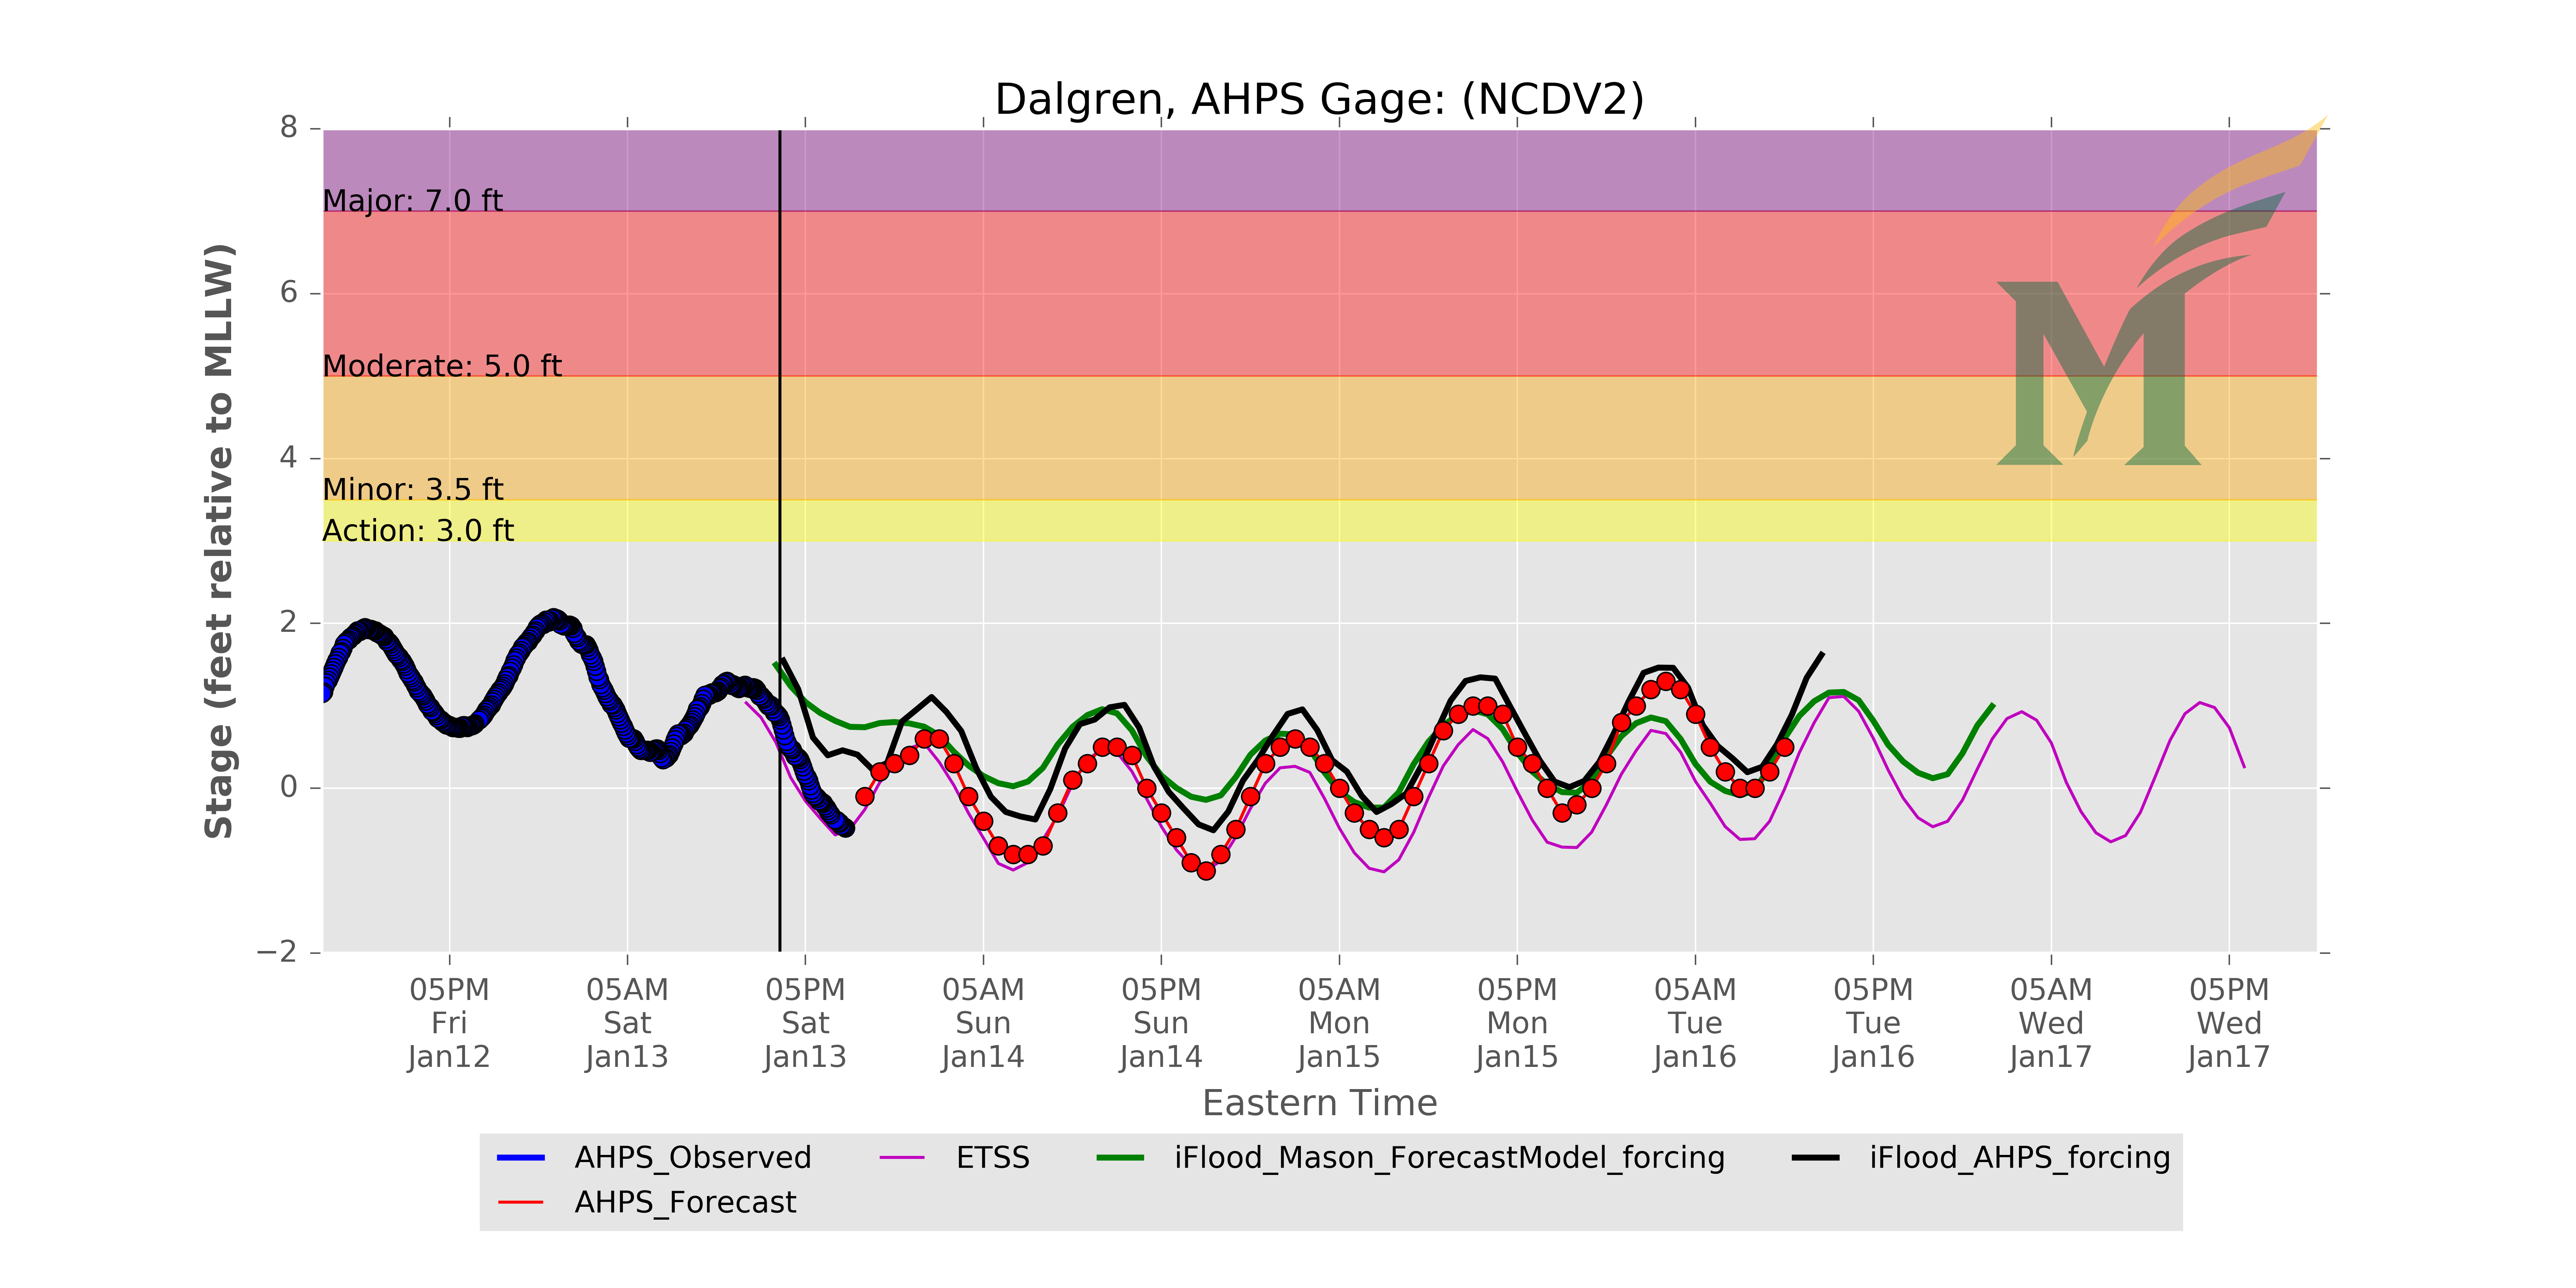 Dalgren, AHPS Gage: (NCDV2)
8
6
4
2
0
−2
Stage (feet relative to MLLW)
Major: 7.0 ft
Moderate: 5.0 ft
Minor: 3.5 ft
Action: 3.0 ft
M
05PM Fri Jan12
05AM Sat Jan13
05PM Sat Jan13
05AM Sun Jan14
05PM Sun Jan14
05AM Mon Jan15
05PM Mon Jan15
05AM Tue Jan16
05PM Tue Jan16
05AM Wed Jan17
05PM Wed Jan17
Eastern Time
AHPS_Observed
AHPS_Forecast
ETSS
iFlood_Mason_ForecastModel_forcing
iFlood_AHPS_forcing